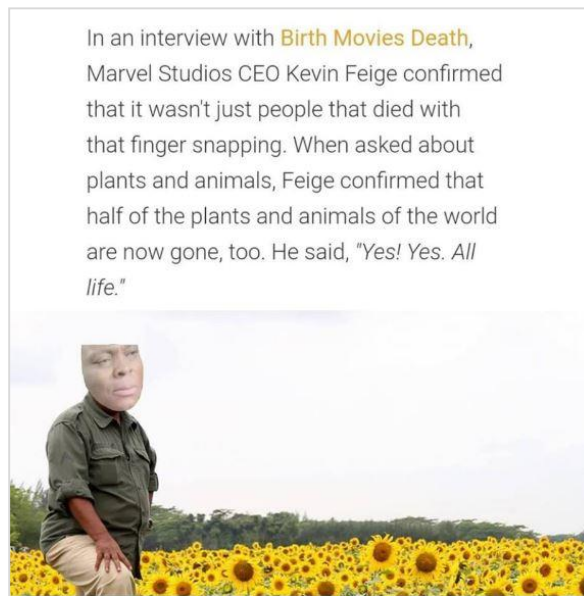 In an interview with Birth Movies Death,
Marvel Studios CEO Kevin Feige confirmed
that it wasn't just people that died with
that finger snapping. When asked about
plants and animals, Feige confirmed that
half of the plants and animals of the world
are now gone, too. He said, "Yes! Yes. All
life."